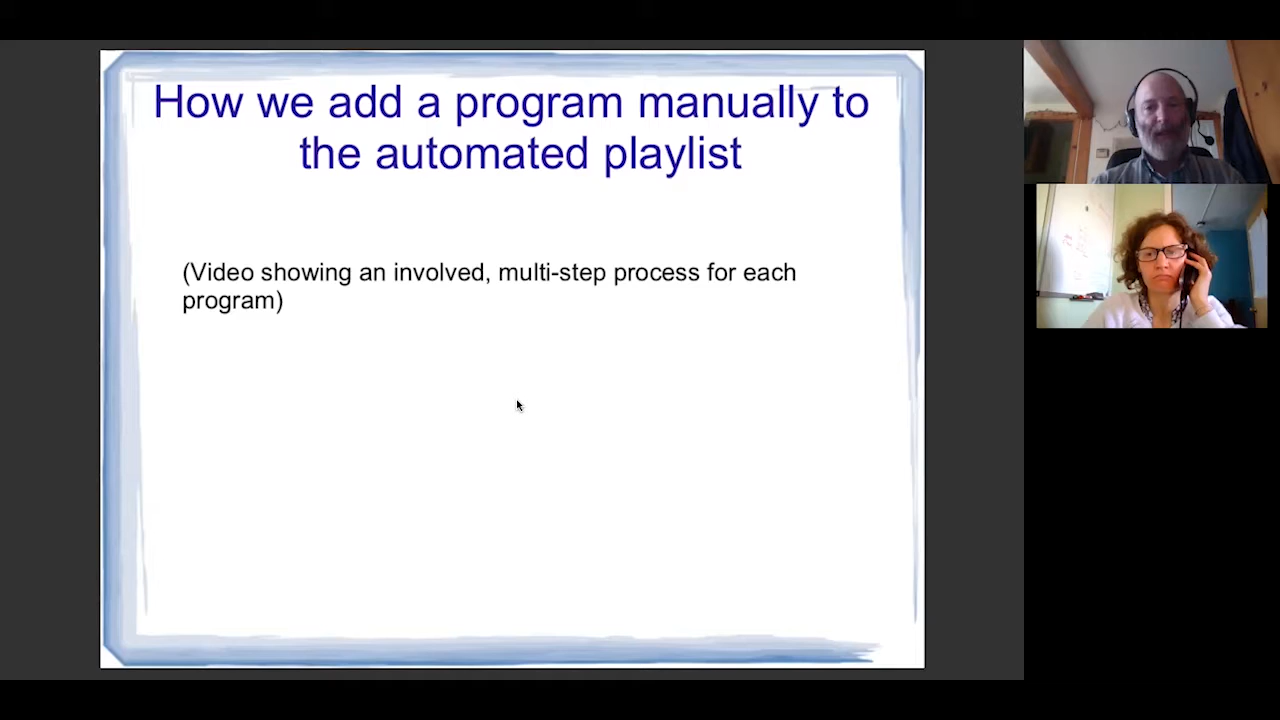 How we add a program manually to
the automated playlist
(Video showing an involved, multi-step process for each
program)